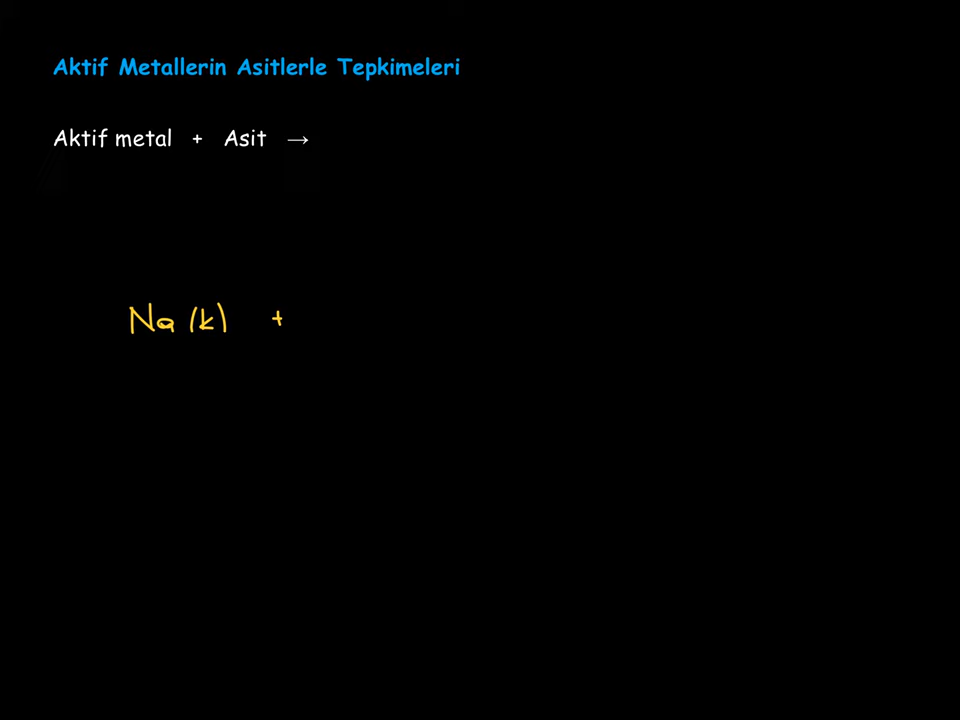 Aktif Metallerin Asitlerle Tepkimeleri
Aktif metal + Asit →
Na (k) +